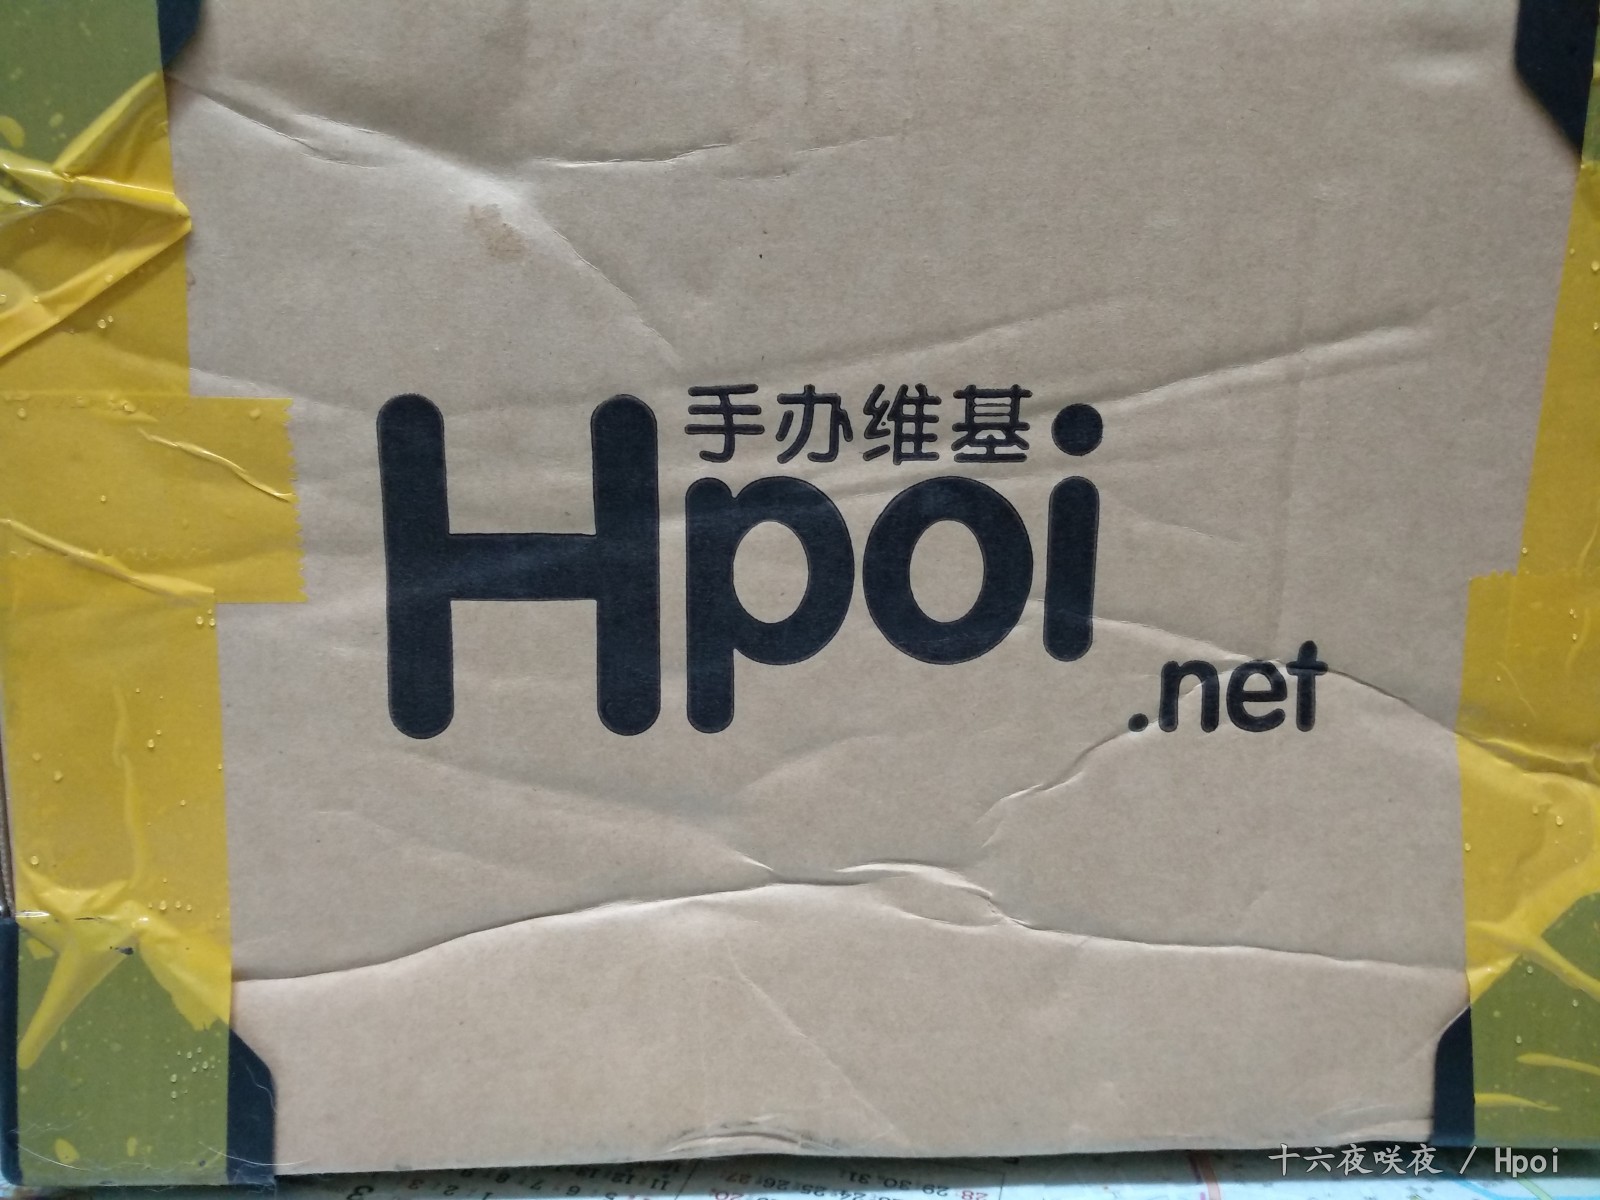 手办维基
Hpoi
.net
十六夜咲夜 / Hpoi